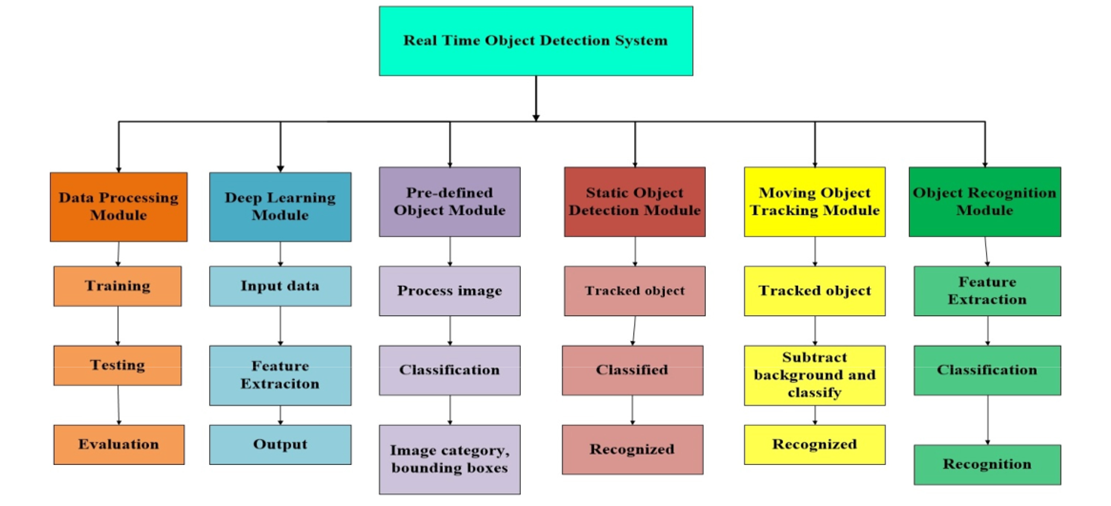 Real Time Object Detection System
Data Processing
Module
Training
Testing
Evaluation
Deep Learning
Module
Input data
Feature
Extraciton
Output
Pre-defined
Object Module
Process image
Classification
Image category,
bounding boxes
Static Object
Detection Module
Tracked object
Classified
Recognized
Moving Object
Tracking Module
Tracked object
Subtract
background and
classify
Recognized
Object Recognition
Module
Feature
Extraction
Classification
Recognition